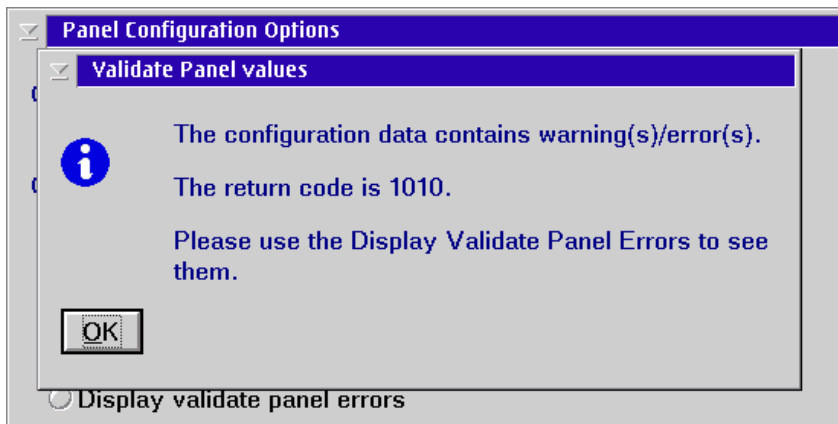 Panel Configuration Options
Validate Panel values
The configuration data contains warning(s)/error(s).
The return code is 1010.
Please use the Display Validate Panel Errors to see
them.
OK
Display validate panel errors